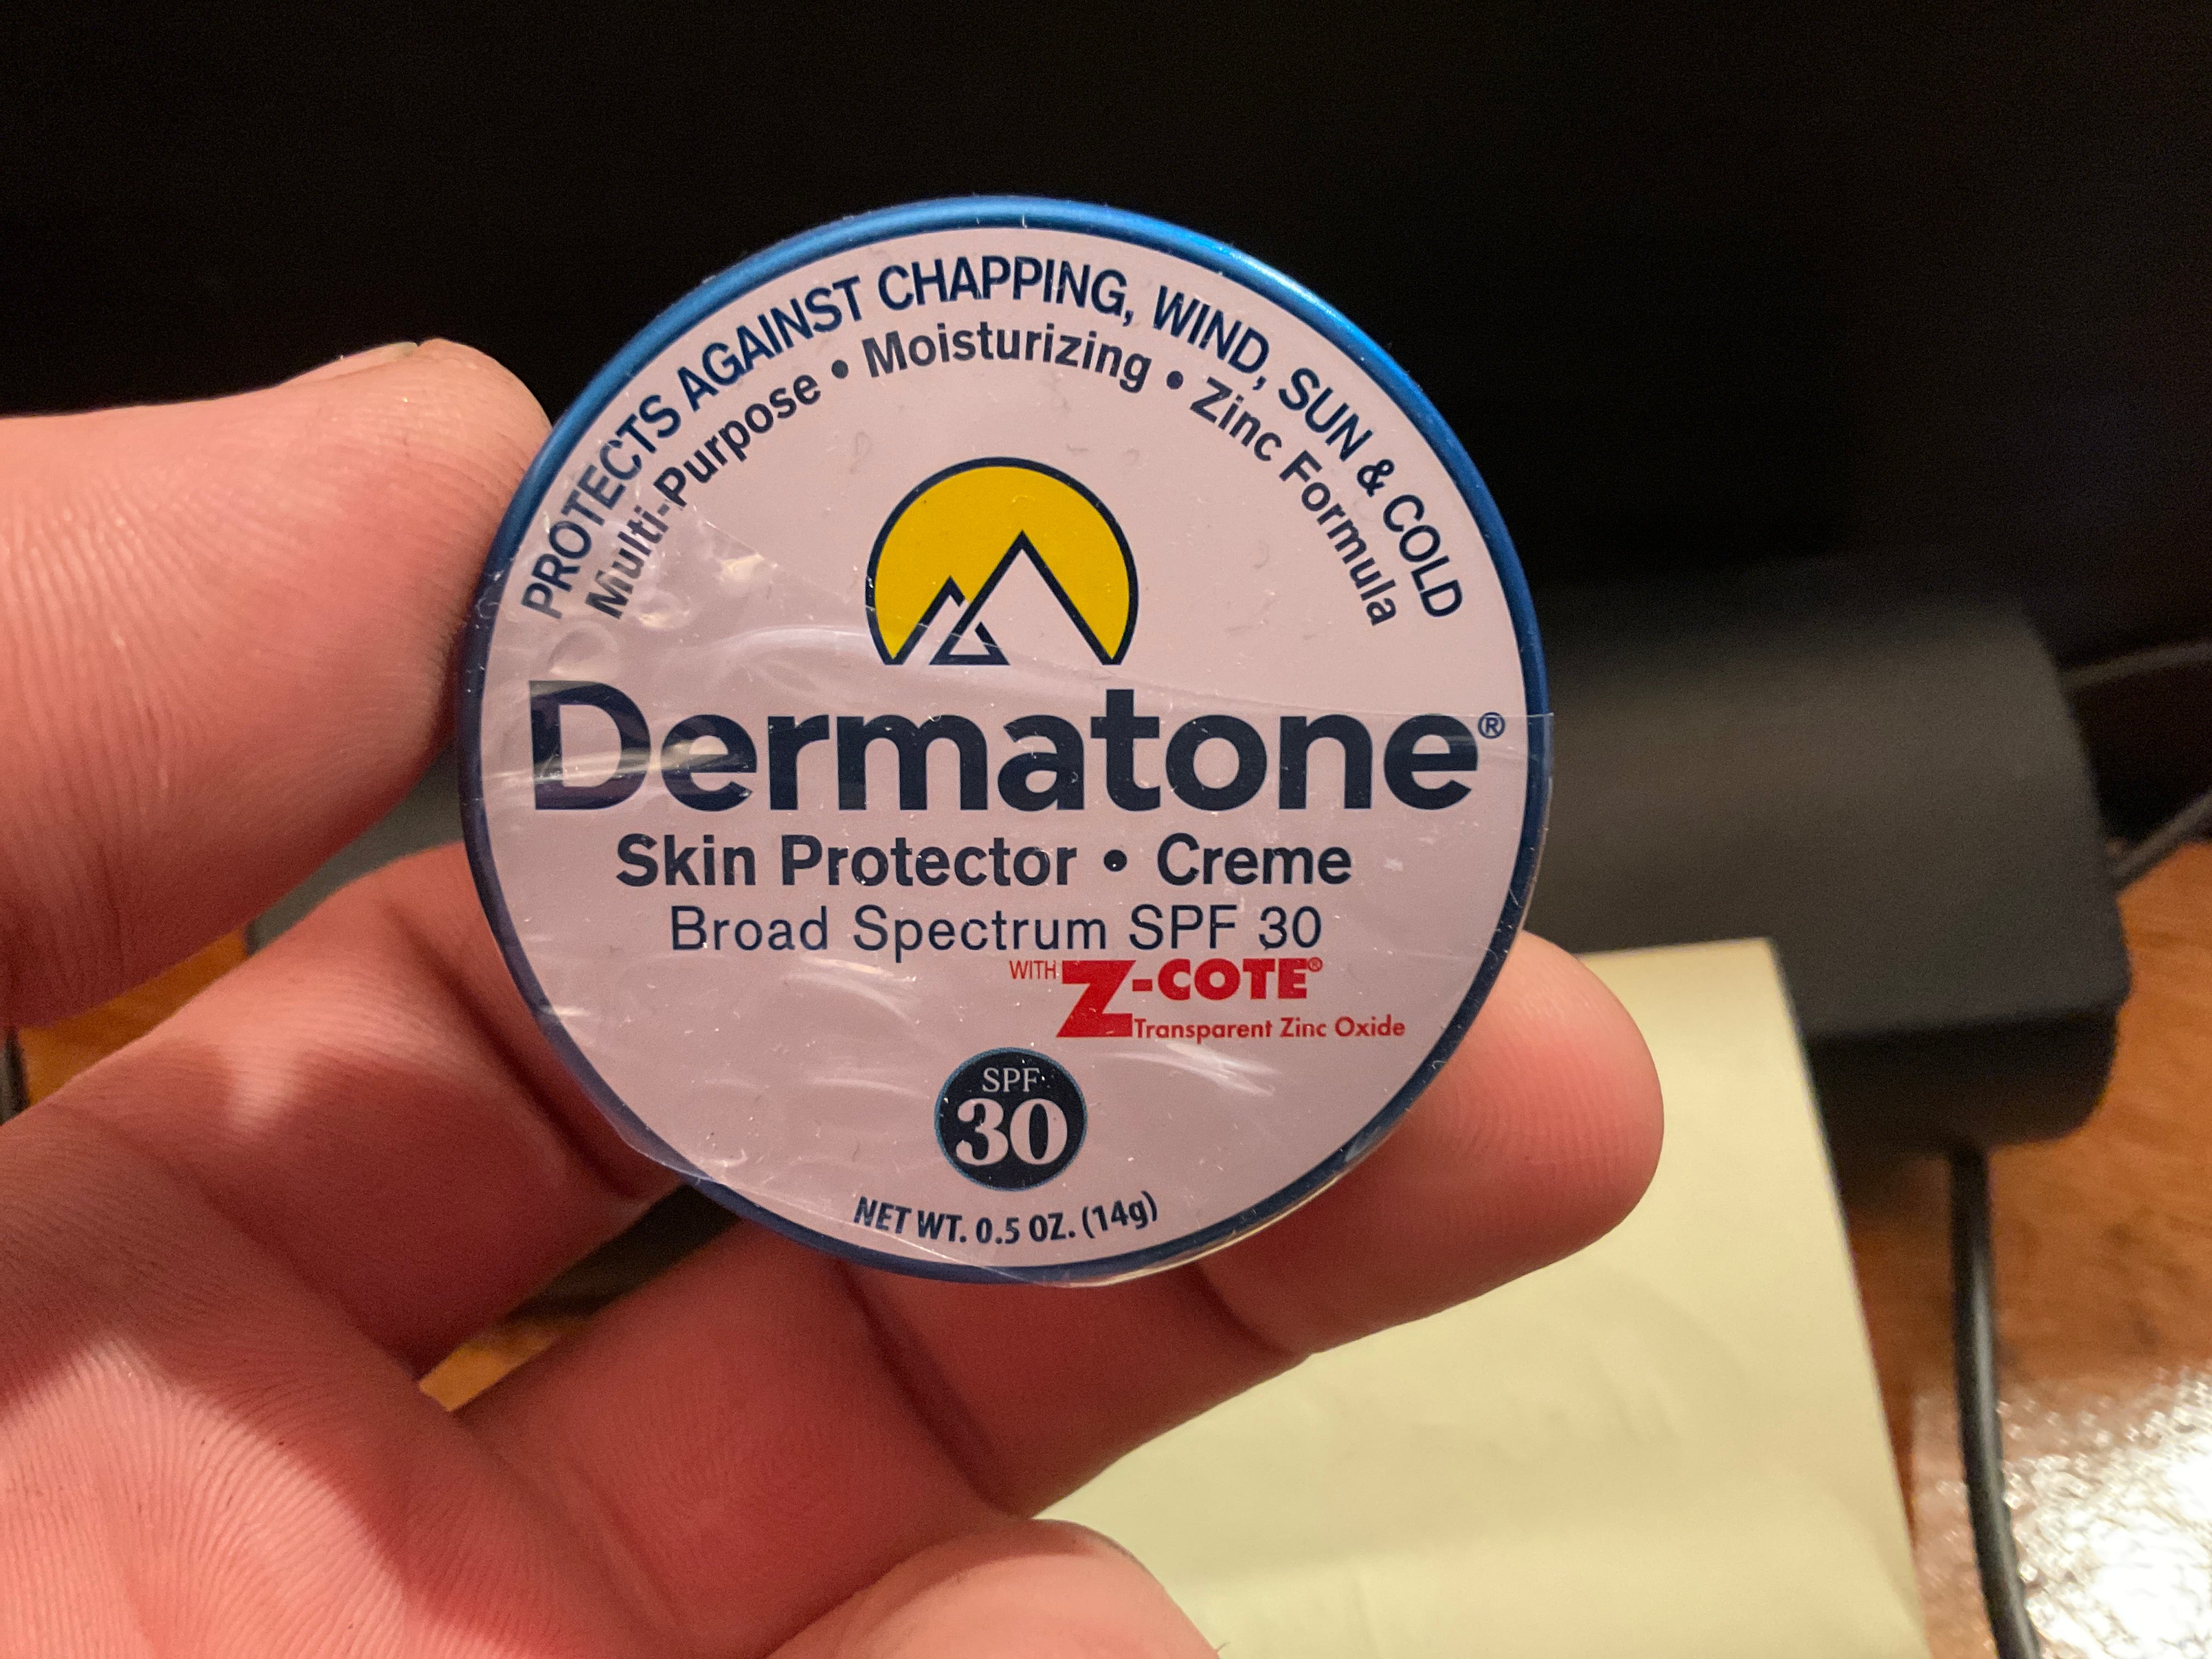 PROTECTS AGAINST CHAPPING, WIND, SUN & COLD
Multi-Purpose • Moisturizing • Zinc Formula
Dermatone®
Skin Protector • Creme
Broad Spectrum SPF 30
WITH Z-COTE®
Transparent Zinc Oxide
SPF
30
NET WT. 0.5 OZ. (14g)